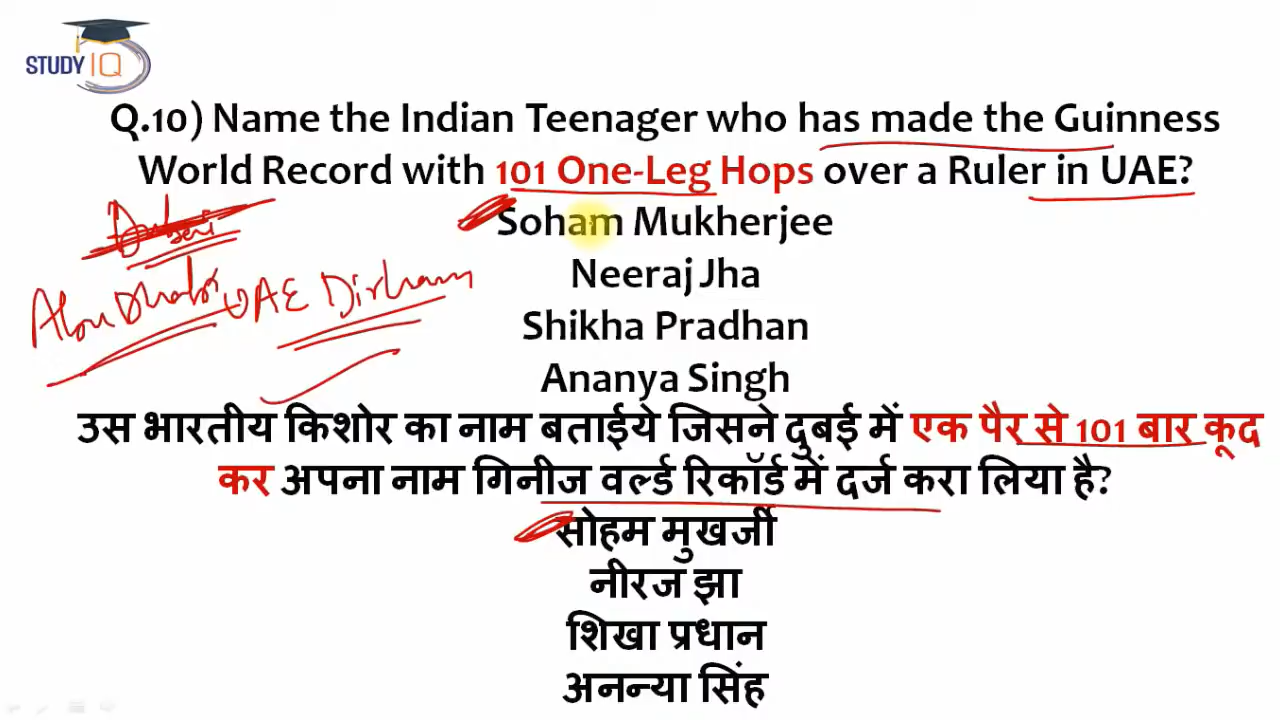 STUDY IQ
Q.10) Name the Indian Teenager who has made the Guinness
World Record with 101 One-Leg Hops over a Ruler in UAE?
Soham Mukherjee
Neeraj Jha
Shikha Pradhan
Ananya Singh
Abu Dhabi UAE Dirham
उस भारतीय किशोर का नाम बताईये जिसने दुबई में एक पैर से 101 बार कूद
कर अपना नाम गिनीज वर्ल्ड रिकॉर्ड में दर्ज करा लिया है?
सोहम मुखर्जी
नीरज झा
शिखा प्रधान
अनन्या सिंह